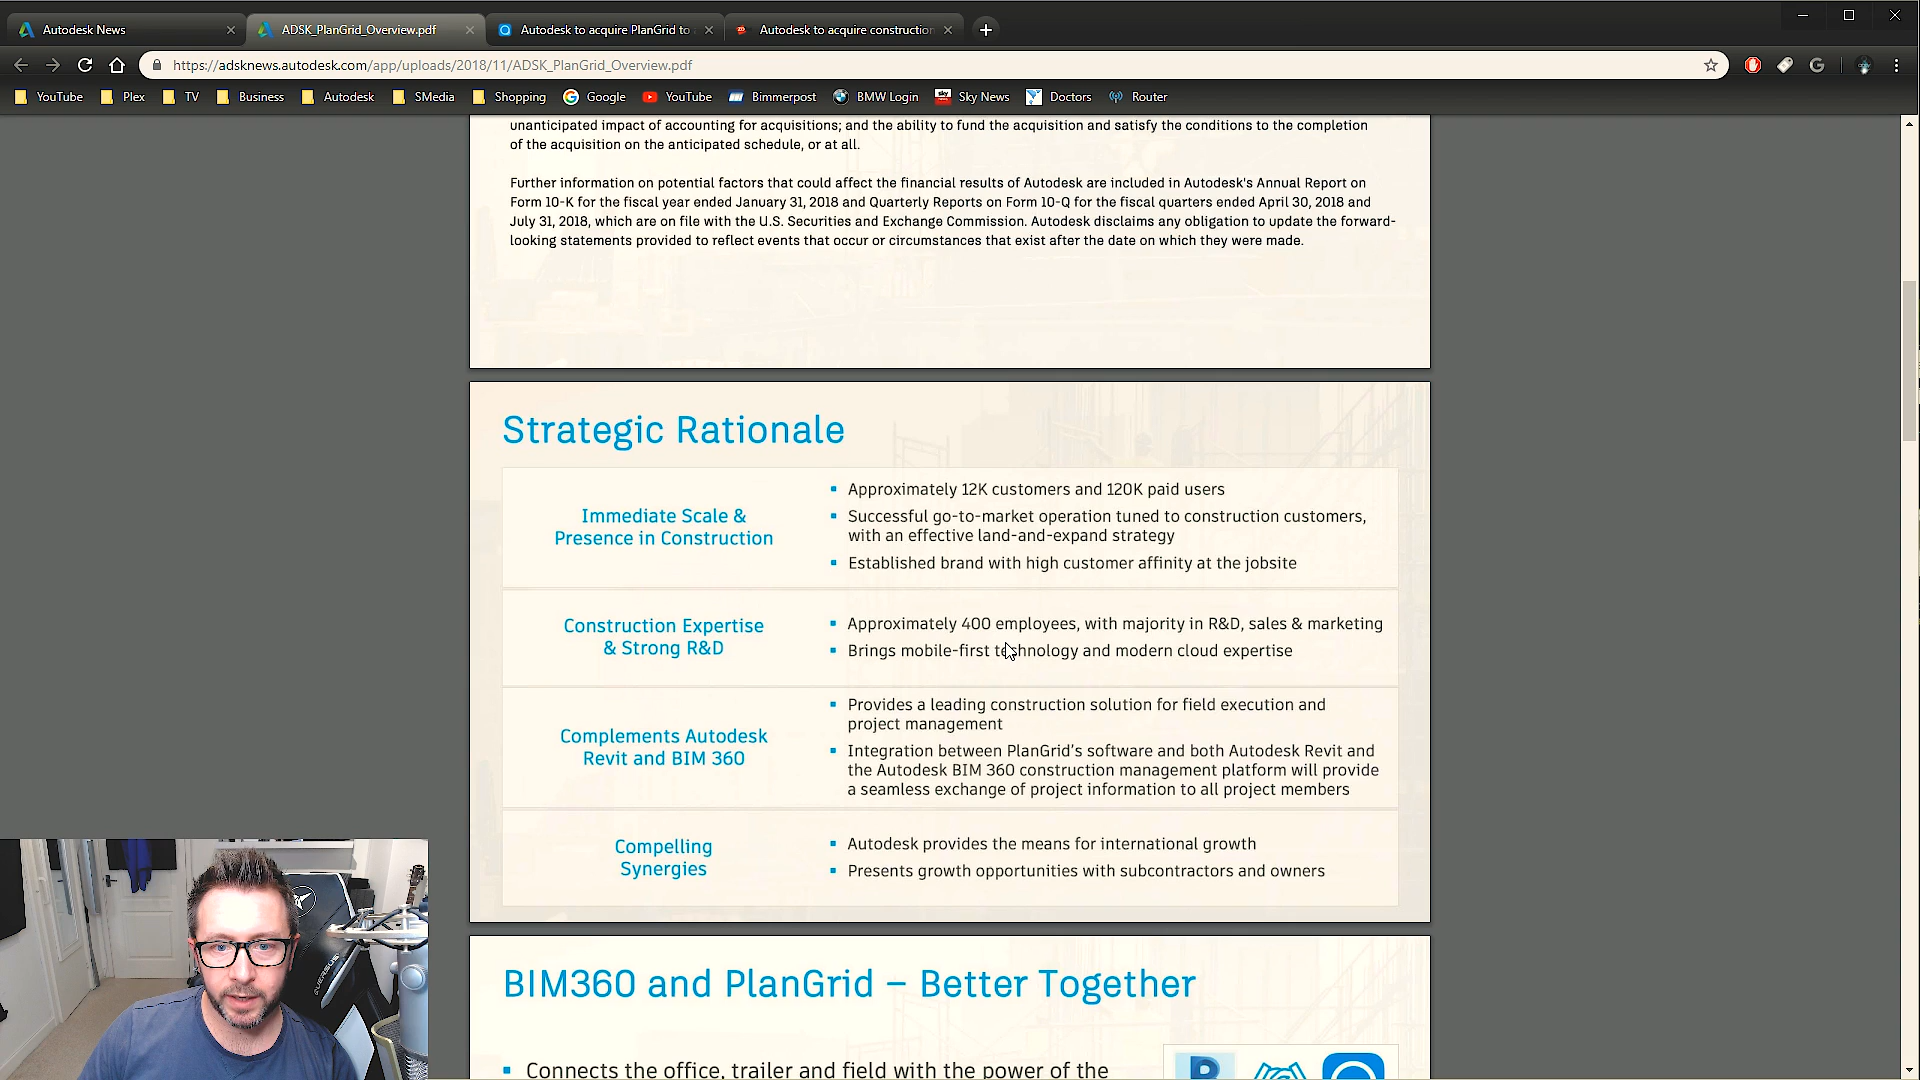 Autodesk News
ADSK_PlanGrid_Overview.pdf
Autodesk to acquire PlanGrid to
Autodesk to acquire construction
https://adsknews.autodesk.com/app/uploads/2018/11/ADSK_PlanGrid_Overview.pdf
YouTube
Plex
TV
Business
Autodesk
SMedia
Shopping
Google
YouTube
Bimmerpost
BMW Login
Sky News
Doctors
Router
unanticipated impact of accounting for acquisitions; and the ability to fund the acquisition and satisfy the conditions to the completion
of the acquisition on the anticipated schedule, or at all.
Further information on potential factors that could affect the financial results of Autodesk are included in Autodesk's Annual Report on
Form 10-K for the fiscal year ended January 31, 2018 and Quarterly Reports on Form 10-Q for the fiscal quarters ended April 30, 2018 and
July 31, 2018, which are on file with the U.S. Securities and Exchange Commission. Autodesk disclaims any obligation to update the forward-
looking statements provided to reflect events that occur or circumstances that exist after the date on which they were made.
Strategic Rationale
Immediate Scale &
Presence in Construction
▪ Approximately 12K customers and 120K paid users
▪ Successful go-to-market operation tuned to construction customers,
with an effective land-and-expand strategy
▪ Established brand with high customer affinity at the jobsite
Construction Expertise
& Strong R&D
▪ Approximately 400 employees, with majority in R&D, sales & marketing
▪ Brings mobile-first technology and modern cloud expertise
Complements Autodesk
Revit and BIM 360
▪ Provides a leading construction solution for field execution and
project management
▪ Integration between PlanGrid's software and both Autodesk Revit and
the Autodesk BIM 360 construction management platform will provide
a seamless exchange of project information to all project members
Compelling
Synergies
▪ Autodesk provides the means for international growth
▪ Presents growth opportunities with subcontractors and owners
BIM360 and PlanGrid – Better Together
▪ Connects the office, trailer and field with the power of the